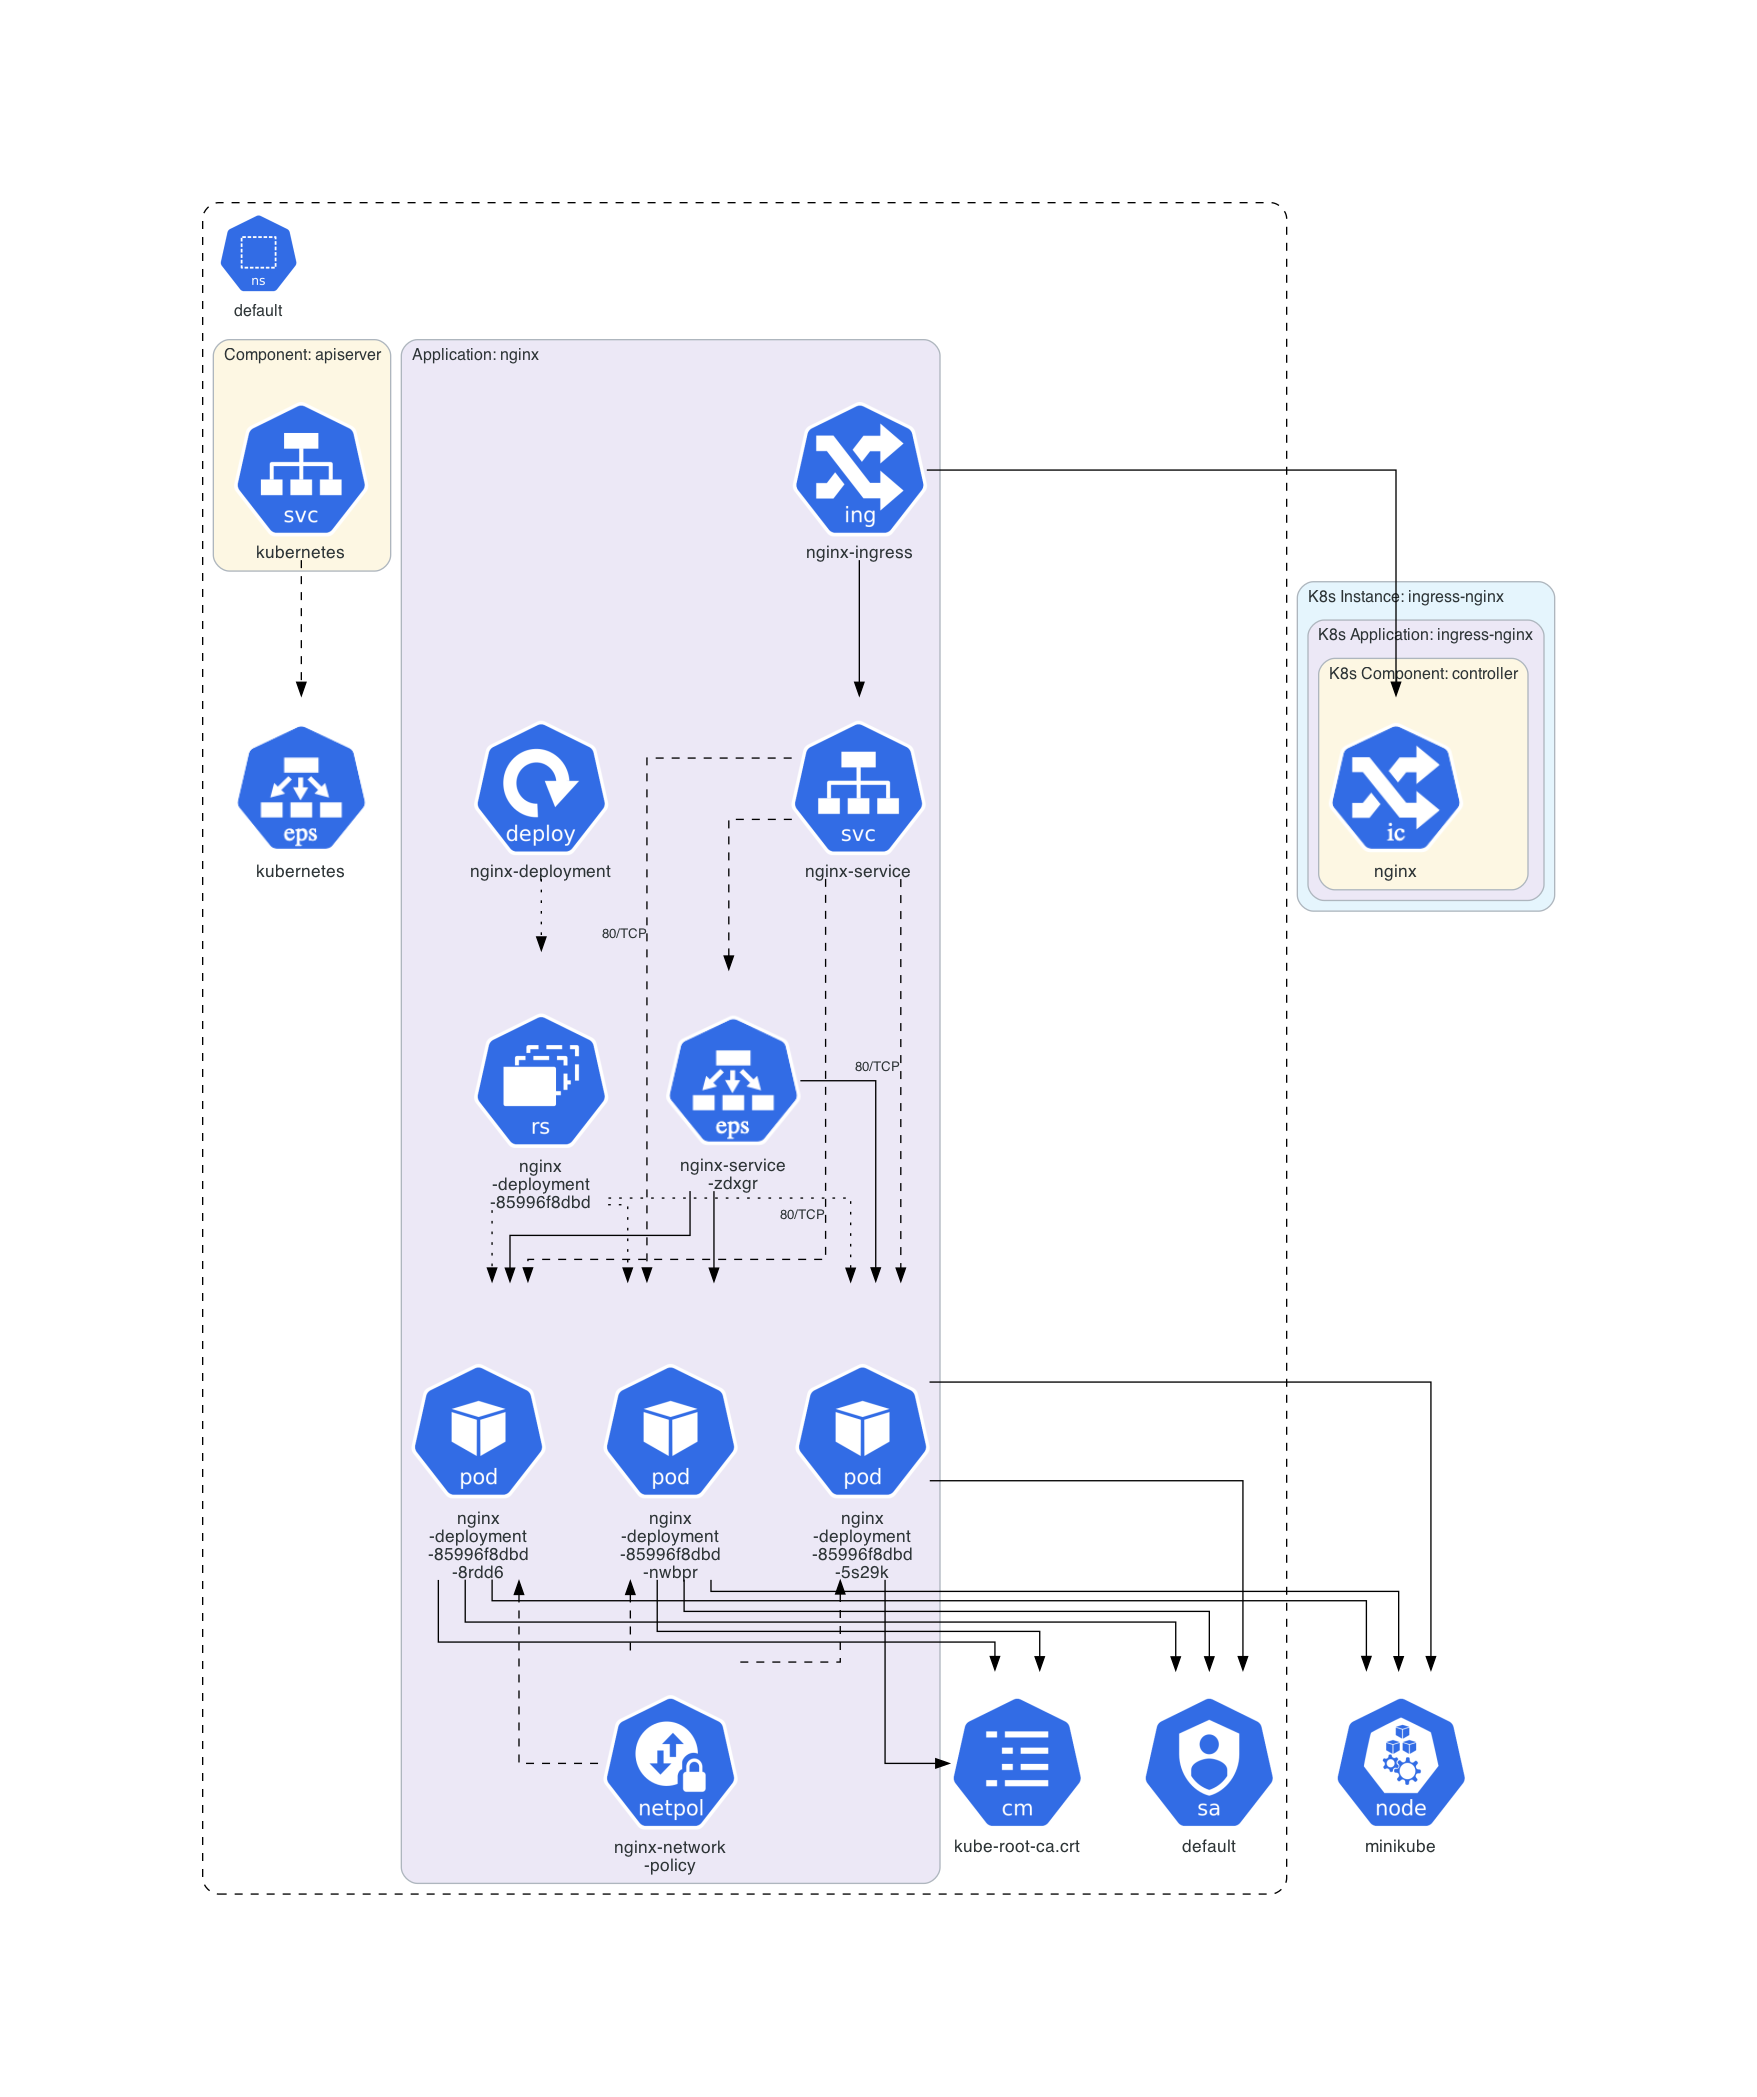 ns
default
Component: apiserver
Application: nginx
svc
kubernetes
ing
nginx-ingress
K8s Instance: ingress-nginx
K8s Application: ingress-nginx
K8s Component: controller
eps
kubernetes
deploy
nginx-deployment
svc
nginx-service
ic
nginx
80/TCP
80/TCP
rs
nginx
-deployment
-85996f8dbd
eps
nginx-service
-zdxgr
80/TCP
pod
nginx
-deployment
-85996f8dbd
-8rdd6
pod
nginx
-deployment
-85996f8dbd
-nwbpr
pod
nginx
-deployment
-85996f8dbd
-5s29k
netpol
nginx-network
-policy
cm
kube-root-ca.crt
sa
default
node
minikube